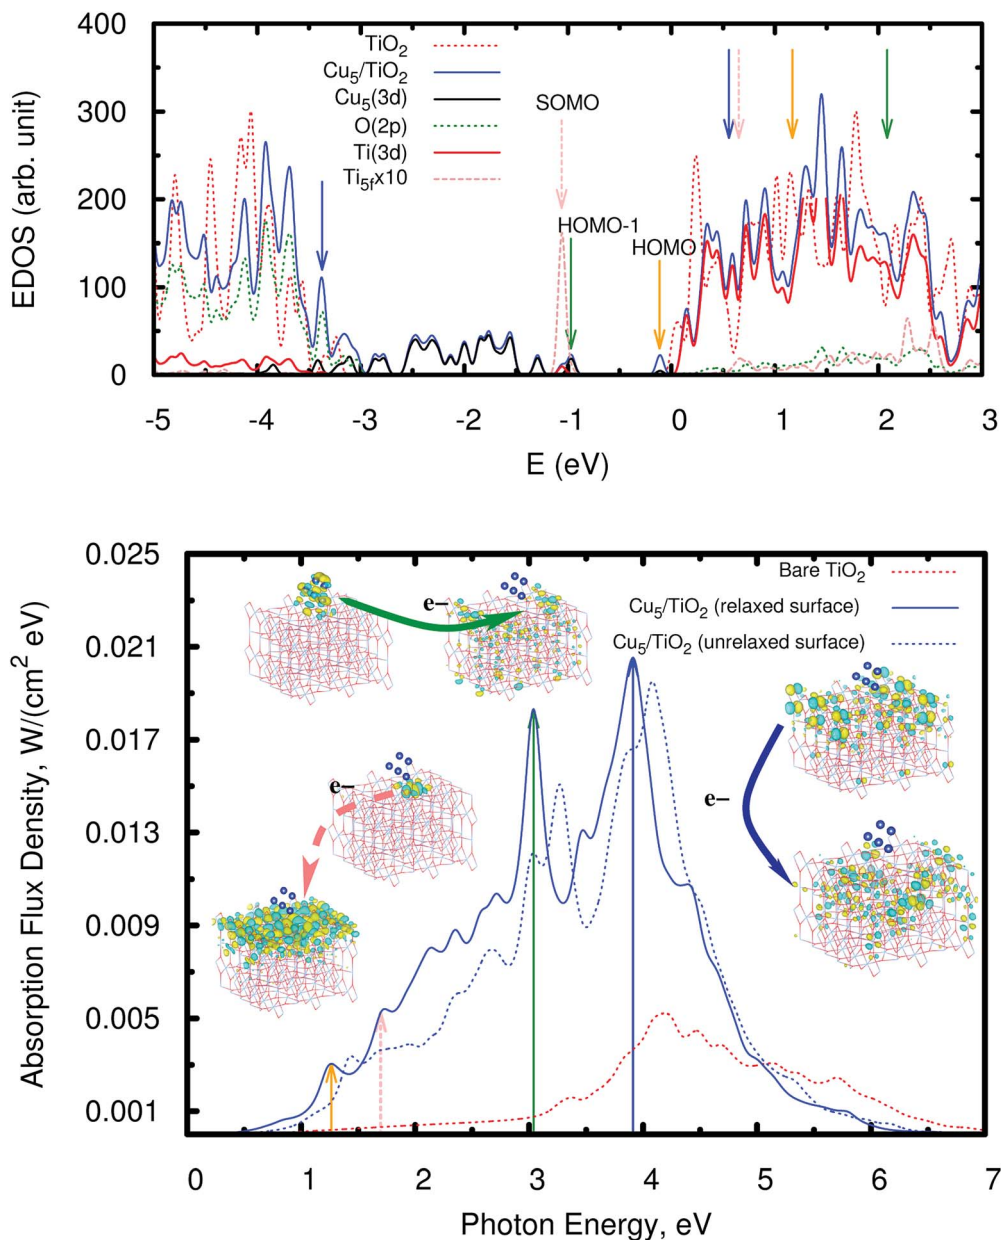 400
300
200
100
0
EDOS (arb. unit)
TiO₂
Cu₅/TiO₂
Cu₅(3d)
O(2p)
Ti(3d)
Ti₅fx10
SOMO
HOMO-1
HOMO
-5 -4 -3 -2 -1 0 1 2 3
E (eV)
0.025
0.021
0.017
0.013
0.009
0.005
0.001
Absorption Flux Density, W/(cm² eV)
Bare TiO₂
Cu₅/TiO₂ (relaxed surface)
Cu₅/TiO₂ (unrelaxed surface)
e–
e–
e–
0 1 2 3 4 5 6 7
Photon Energy, eV